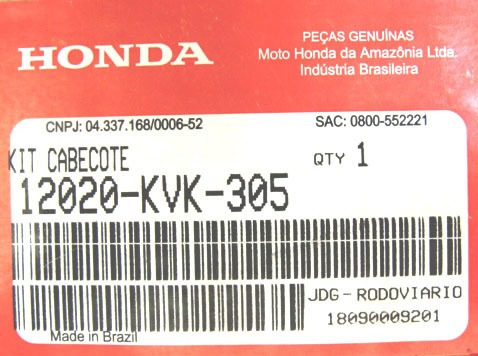 HONDA
PEÇAS GENUÍNAS
Moto Honda da Amazônia Ltda.
Indústria Brasileira
CNPJ: 04.337.168/0006-52
SAC: 0800-552221
KIT CABECOTE
QTY 1
12020-KVK-305
JDG-RODOVIARIO
18090009201
Made in Brazil